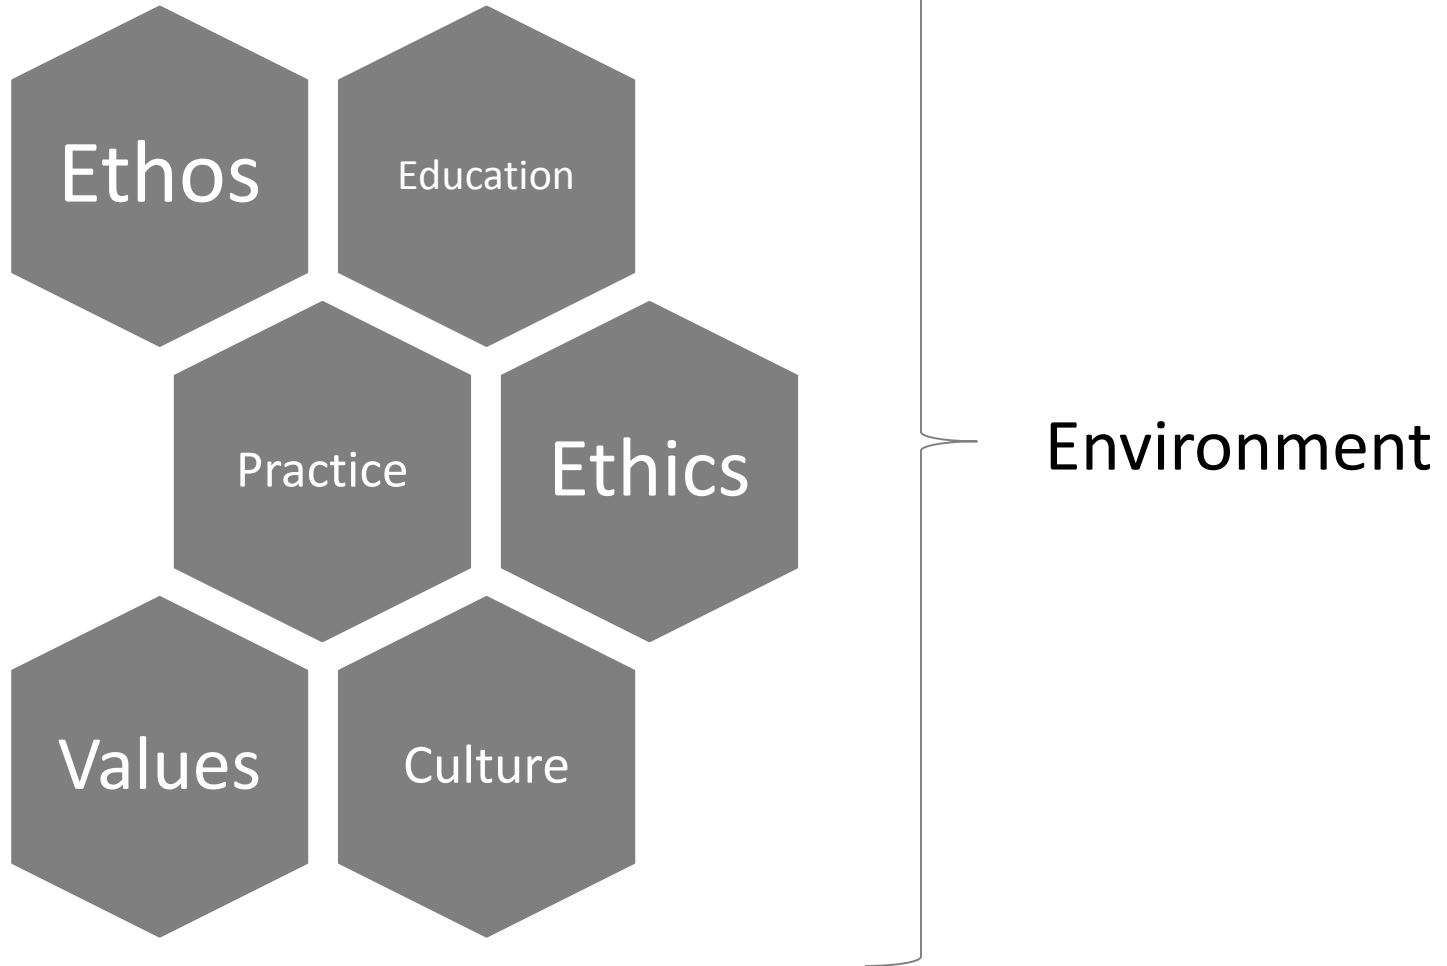 Ethos
Education
Practice
Ethics
Values
Culture
Environment